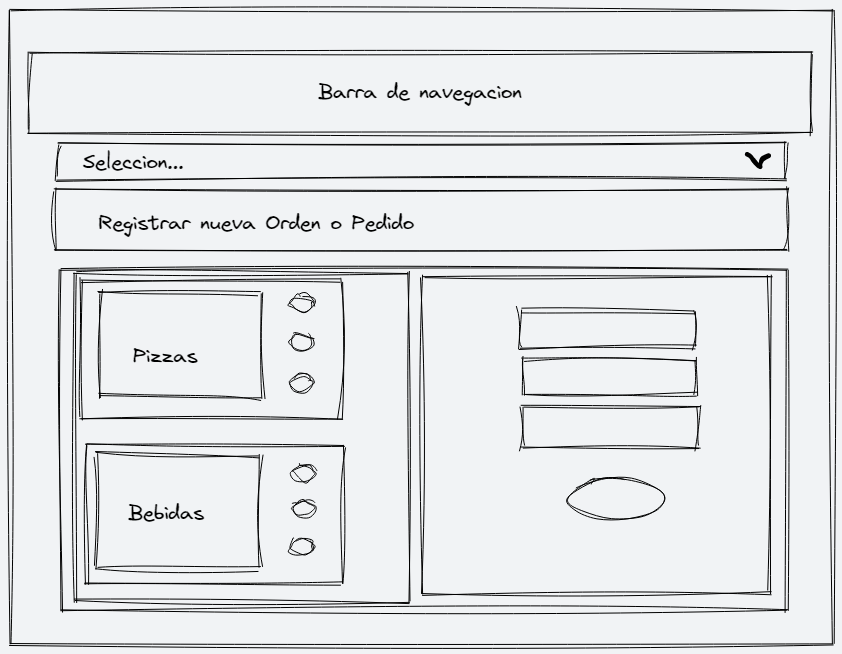 Barra de navegacion
Seleccion...
Registrar nueva Orden o Pedido
Pizzas
Bebidas